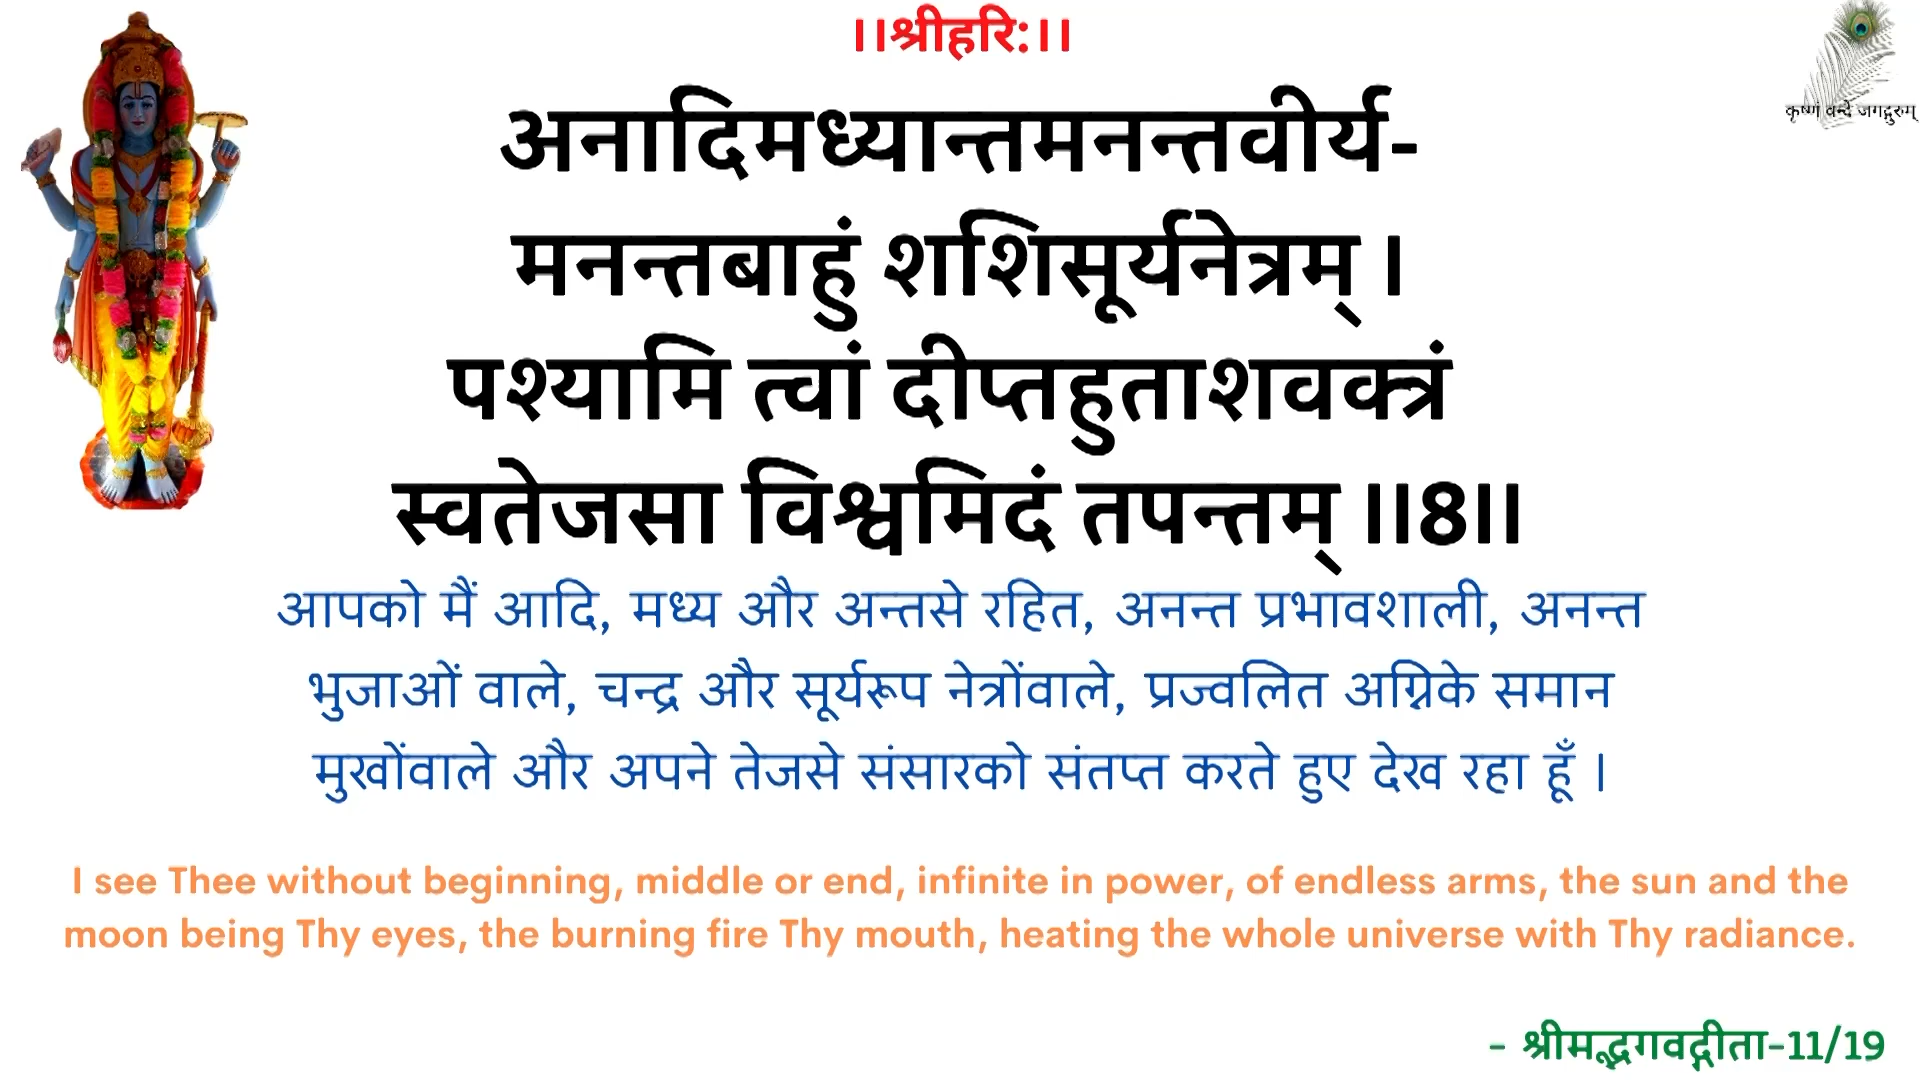 ।।श्रीहरि:।।
कृष्णं वन्दे जगद्गुरुम्
अनादिमध्यान्तमनन्तवीर्य-
मनन्तबाहुं शशिसूर्यनेत्रम् ।
पश्यामि त्वां दीप्तहुताशवक्त्रं
स्वतेजसा विश्वमिदं तपन्तम् ।।8।।
आपको मैं आदि, मध्य और अन्तसे रहित, अनन्त प्रभावशाली, अनन्त
भुजाओं वाले, चन्द्र और सूर्यरूप नेत्रोंवाले, प्रज्वलित अग्निके समान
मुखोंवाले और अपने तेजसे संसारको संतप्त करते हुए देख रहा हूँ ।
I see Thee without beginning, middle or end, infinite in power, of endless arms, the sun and the
moon being Thy eyes, the burning fire Thy mouth, heating the whole universe with Thy radiance.
- श्रीमद्भगवद्गीता-11/19